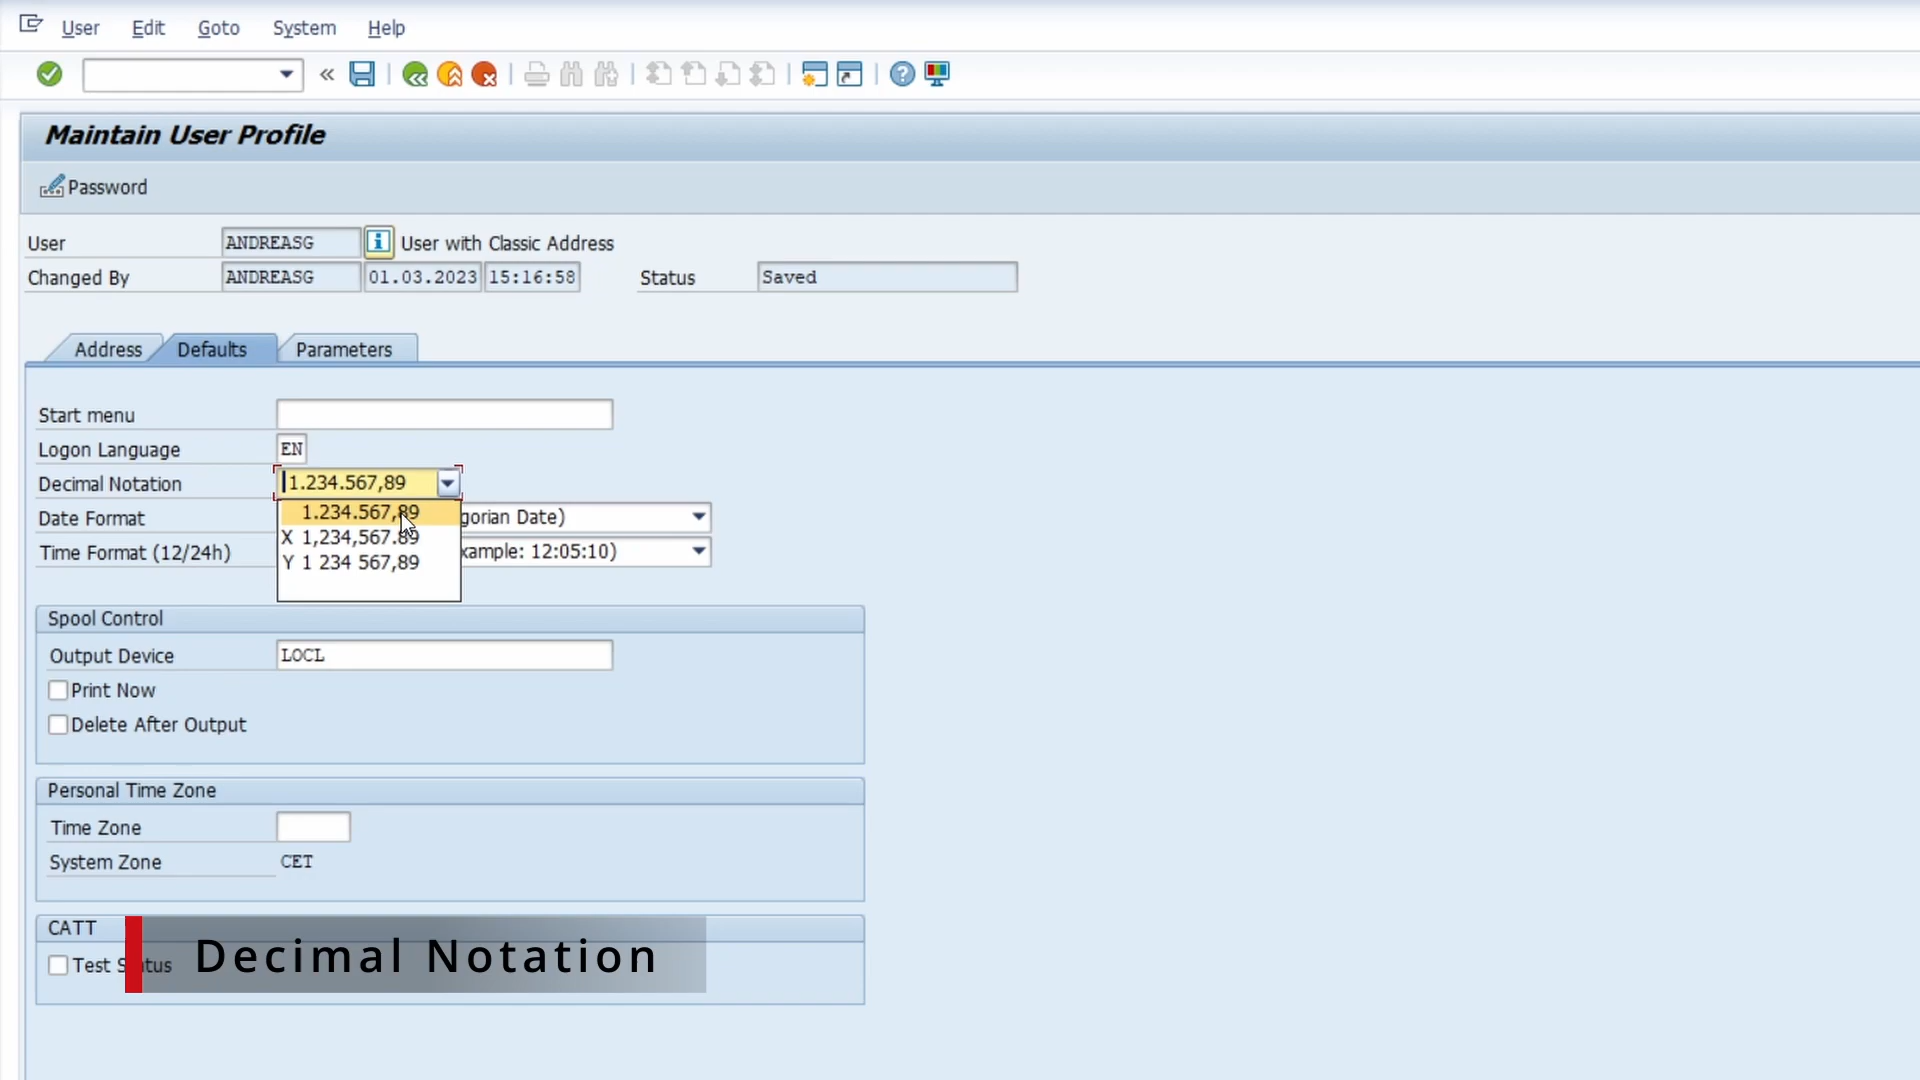 User Edit Goto System Help
Maintain User Profile
Password
User ANDREASG User with Classic Address
Changed By ANDREASG 01.03.2023 15:16:58 Status Saved
Address Defaults Parameters
Start menu
Logon Language EN
Decimal Notation 1.234.567,89
1.234.567,89
Date Format gorian Date)
X 1,234,567.89
Time Format (12/24h) xample: 12:05:10)
Y 1 234 567,89
Spool Control
Output Device LOCL
Print Now
Delete After Output
Personal Time Zone
Time Zone
System Zone CET
CATT
Test Status
Decimal Notation